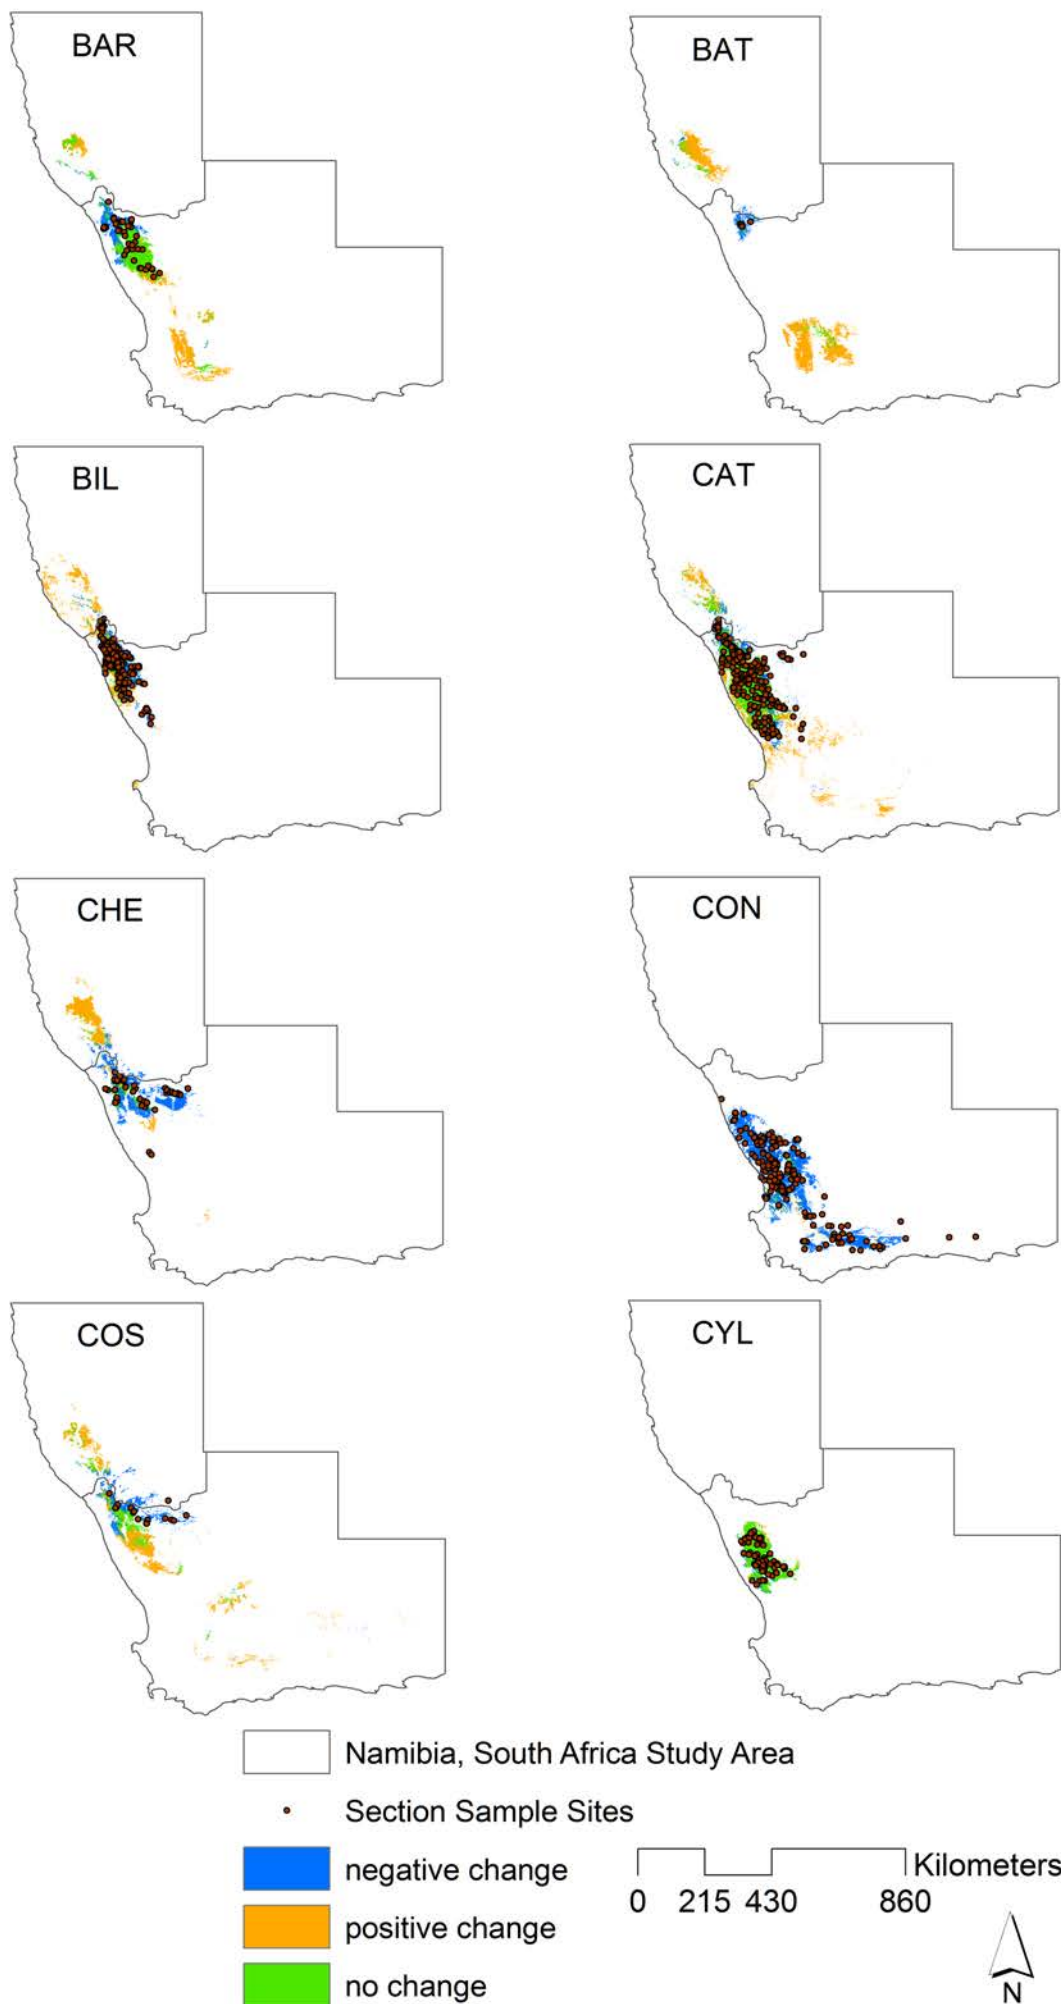 BAR
BAT
BIL
CAT
CHE
CON
COS
CYL
Namibia, South Africa Study Area
Section Sample Sites
negative change
positive change
no change
Kilometers
0 215 430 860
N